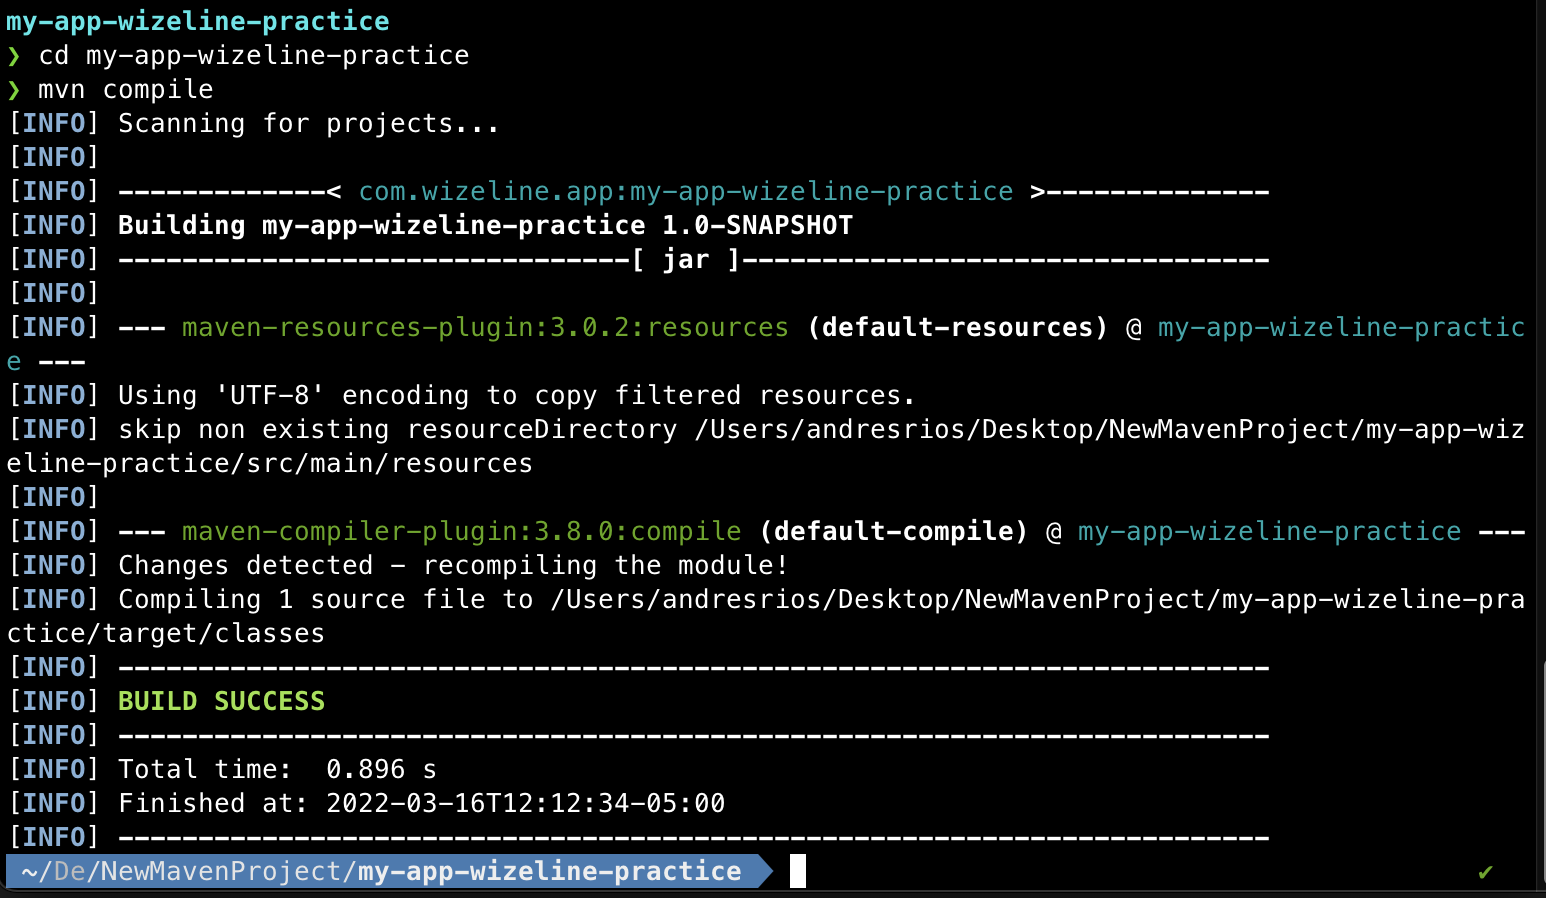 my-app-wizeline-practice
❯ cd my-app-wizeline-practice
❯ mvn compile
[INFO] Scanning for projects...
[INFO]
[INFO] -------------< com.wizeline.app:my-app-wizeline-practice >--------------
[INFO] Building my-app-wizeline-practice 1.0-SNAPSHOT
[INFO] --------------------------------[ jar ]---------------------------------
[INFO]
[INFO] --- maven-resources-plugin:3.0.2:resources (default-resources) @ my-app-wizeline-practic
e ---
[INFO] Using 'UTF-8' encoding to copy filtered resources.
[INFO] skip non existing resourceDirectory /Users/andresrios/Desktop/NewMavenProject/my-app-wiz
eline-practice/src/main/resources
[INFO]
[INFO] --- maven-compiler-plugin:3.8.0:compile (default-compile) @ my-app-wizeline-practice ---
[INFO] Changes detected - recompiling the module!
[INFO] Compiling 1 source file to /Users/andresrios/Desktop/NewMavenProject/my-app-wizeline-pra
ctice/target/classes
[INFO] ------------------------------------------------------------------------
[INFO] BUILD SUCCESS
[INFO] ------------------------------------------------------------------------
[INFO] Total time:  0.896 s
[INFO] Finished at: 2022-03-16T12:12:34-05:00
[INFO] ------------------------------------------------------------------------
~/De/NewMavenProject/my-app-wizeline-practice ✔